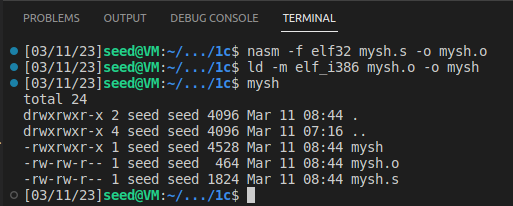 PROBLEMS OUTPUT DEBUG CONSOLE TERMINAL
[03/11/23]seed@VM:~/.../1c$ nasm -f elf32 mysh.s -o mysh.o
[03/11/23]seed@VM:~/.../1c$ ld -m elf_i386 mysh.o -o mysh
[03/11/23]seed@VM:~/.../1c$ mysh
total 24
drwxrwxr-x 2 seed seed 4096 Mar 11 08:44 .
drwxrwxr-x 4 seed seed 4096 Mar 11 07:16 ..
-rwxrwxr-x 1 seed seed 4528 Mar 11 08:44 mysh
-rw-rw-r-- 1 seed seed  464 Mar 11 08:44 mysh.o
-rw-rw-r-- 1 seed seed 1824 Mar 11 08:44 mysh.s
[03/11/23]seed@VM:~/.../1c$